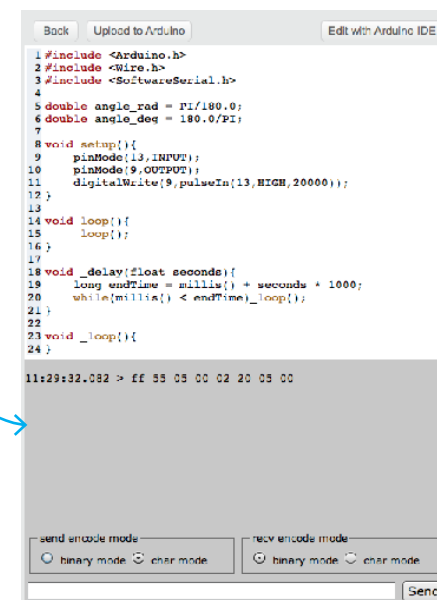 Back Upload to Arduino Edit with Arduino IDE
1 #include <Arduino.h>
2 #include <Wire.h>
3 #include <SoftwareSerial.h>
4
5 double angle_rad = PI/180.0;
6 double angle_deg = 180.0/PI;
7
8 void setup(){
9 pinMode(13,INPUT);
10 pinMode(9,OUTPUT);
11 digitalWrite(9,pulseIn(13,HIGH,20000));
12 }
13
14 void loop(){
15 loop();
16 }
17
18 void _delay(float seconds){
19 long endTime = millis() + seconds * 1000;
20 while(millis() < endTime)_loop();
21 }
22
23 void _loop(){
24 }
11:29:32.082 > ff 55 05 00 02 20 05 00
send encode mode recv encode mode
binary mode char mode binary mode char mode
Send